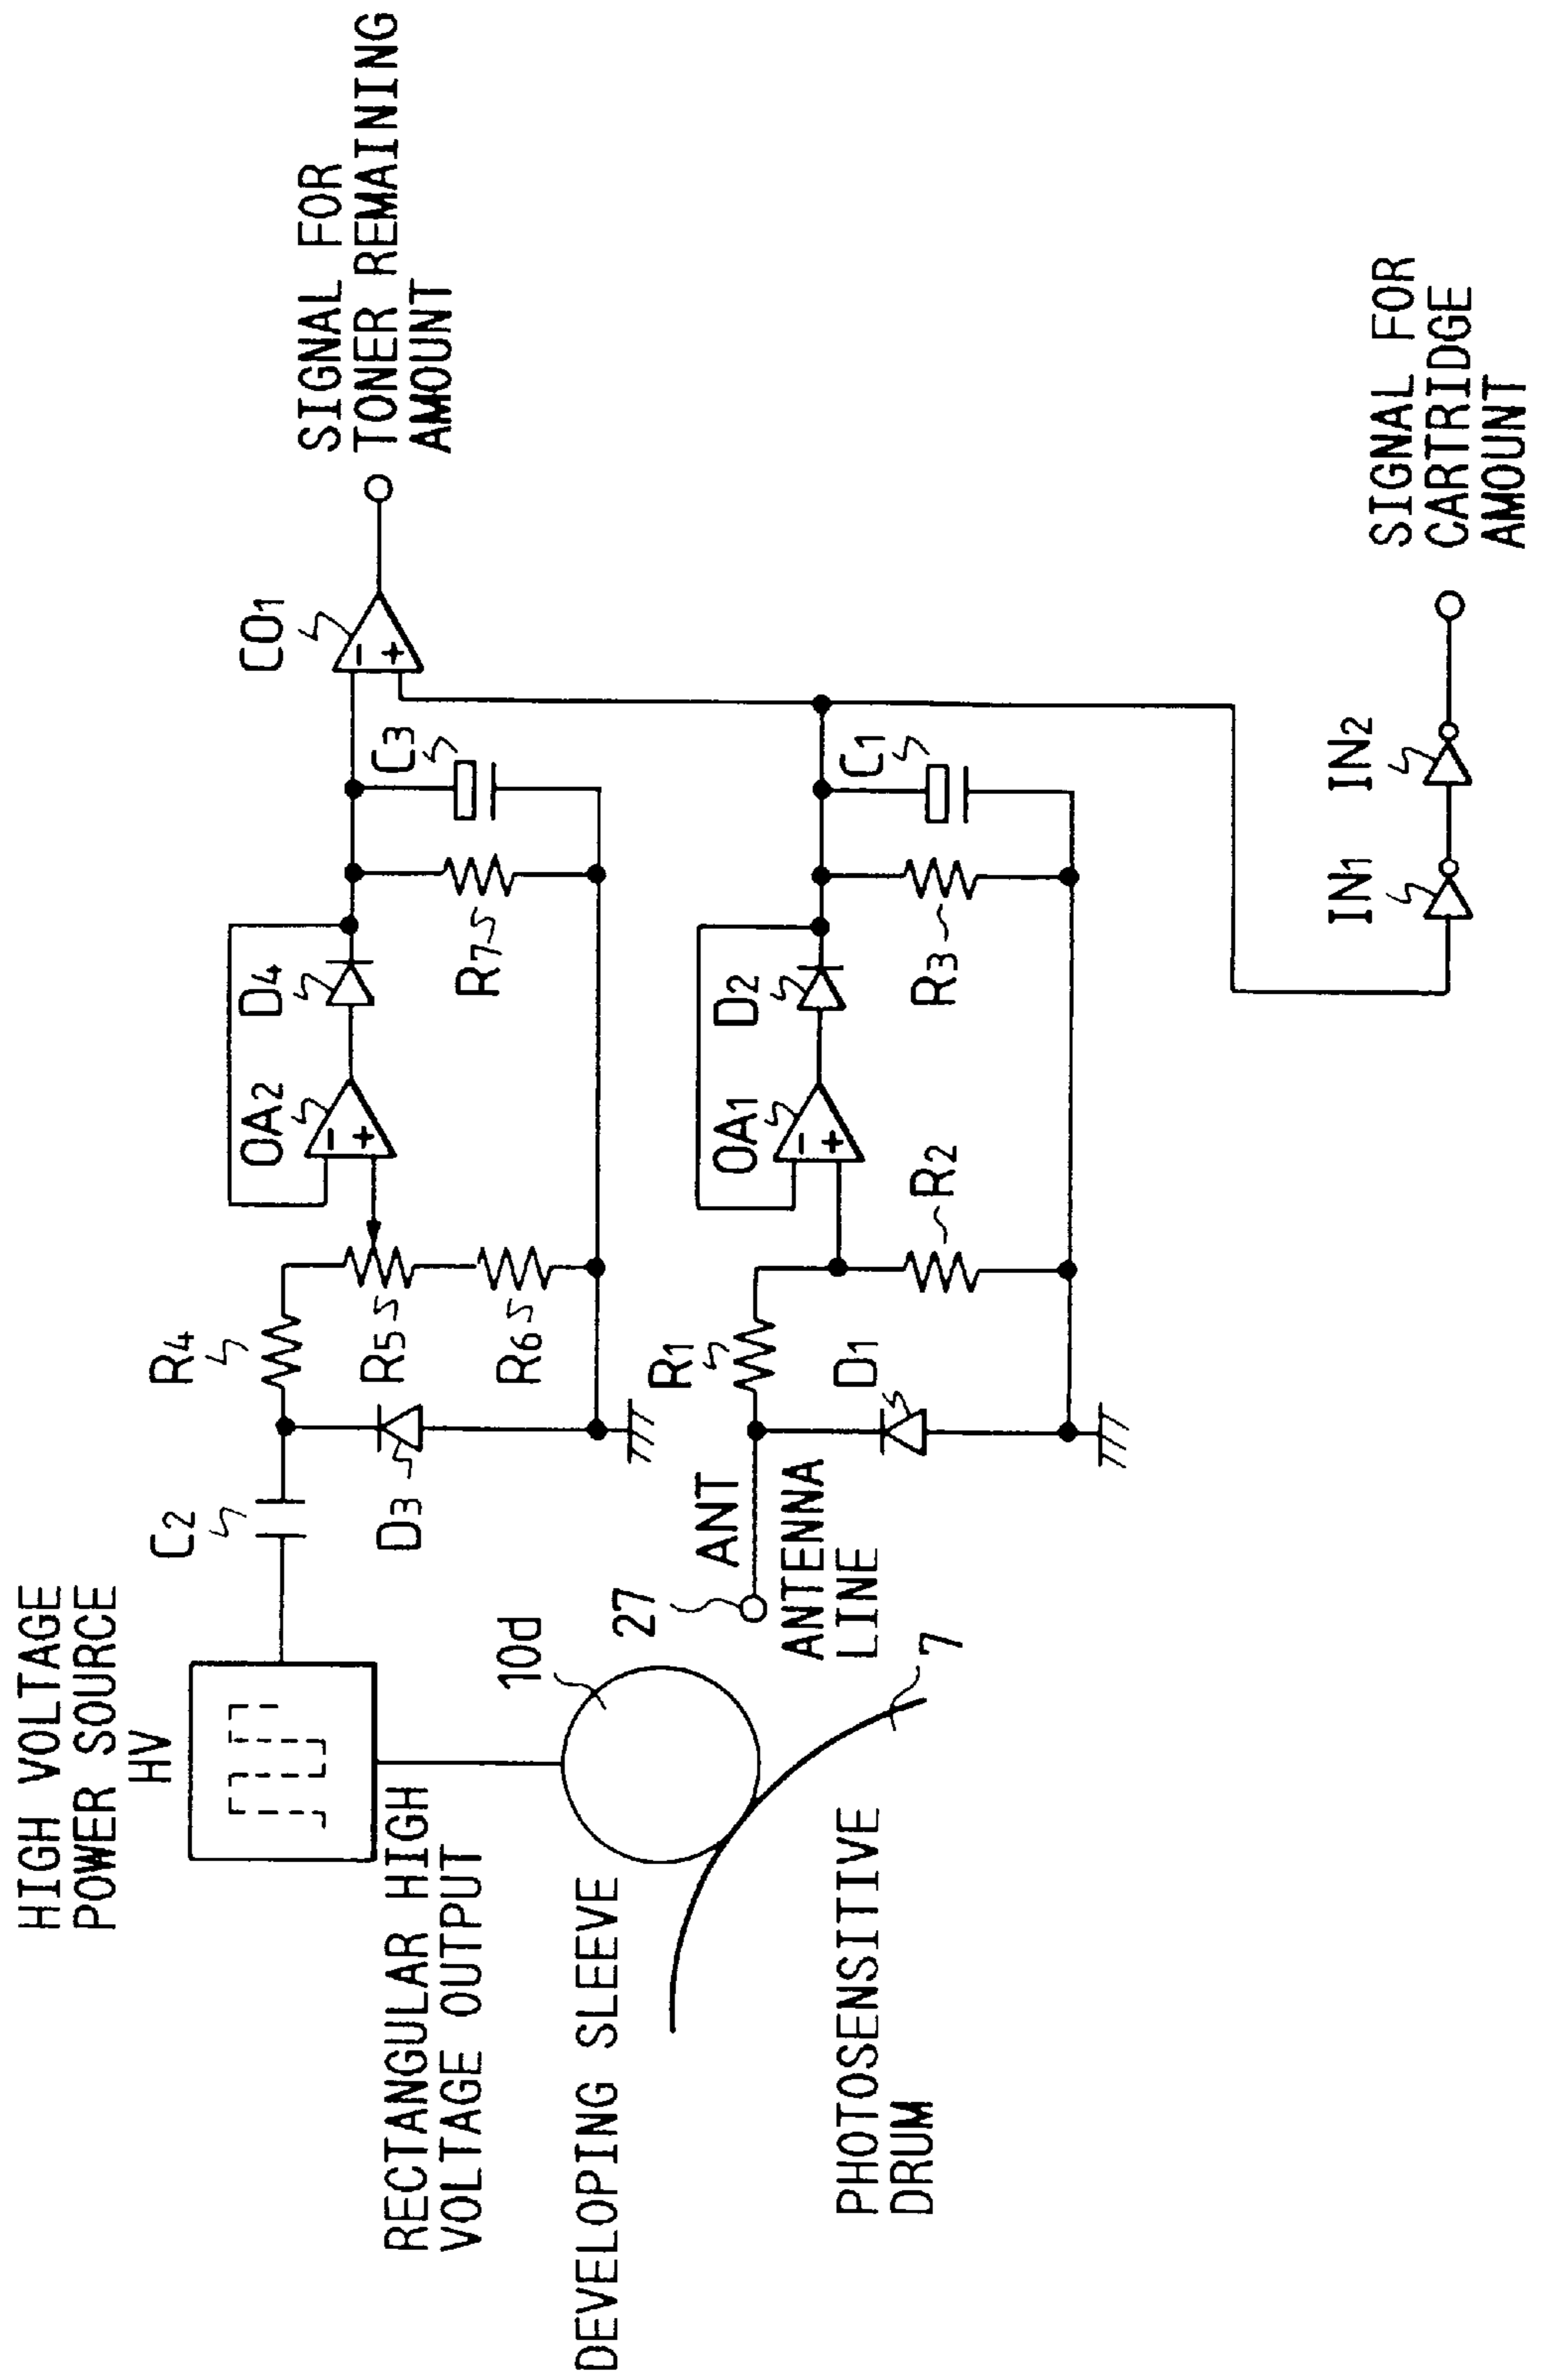 HIGH VOLTAGE
POWER SOURCE
HV
C2
R4
D3
R5
R6
OA2
D4
R7
C3
CO1
- +
- +
SIGNAL FOR
TONER REMAINING
AMOUNT
RECTANGULAR HIGH
VOLTAGE OUTPUT
DEVELOPING SLEEVE
10d
27
ANT
ANTENNA
LINE
R1
D1
R2
OA1
- +
D2
R3
C1
7
PHOTOSENSITIVE
DRUM
IN1
IN2
SIGNAL FOR
CARTRIDGE
AMOUNT